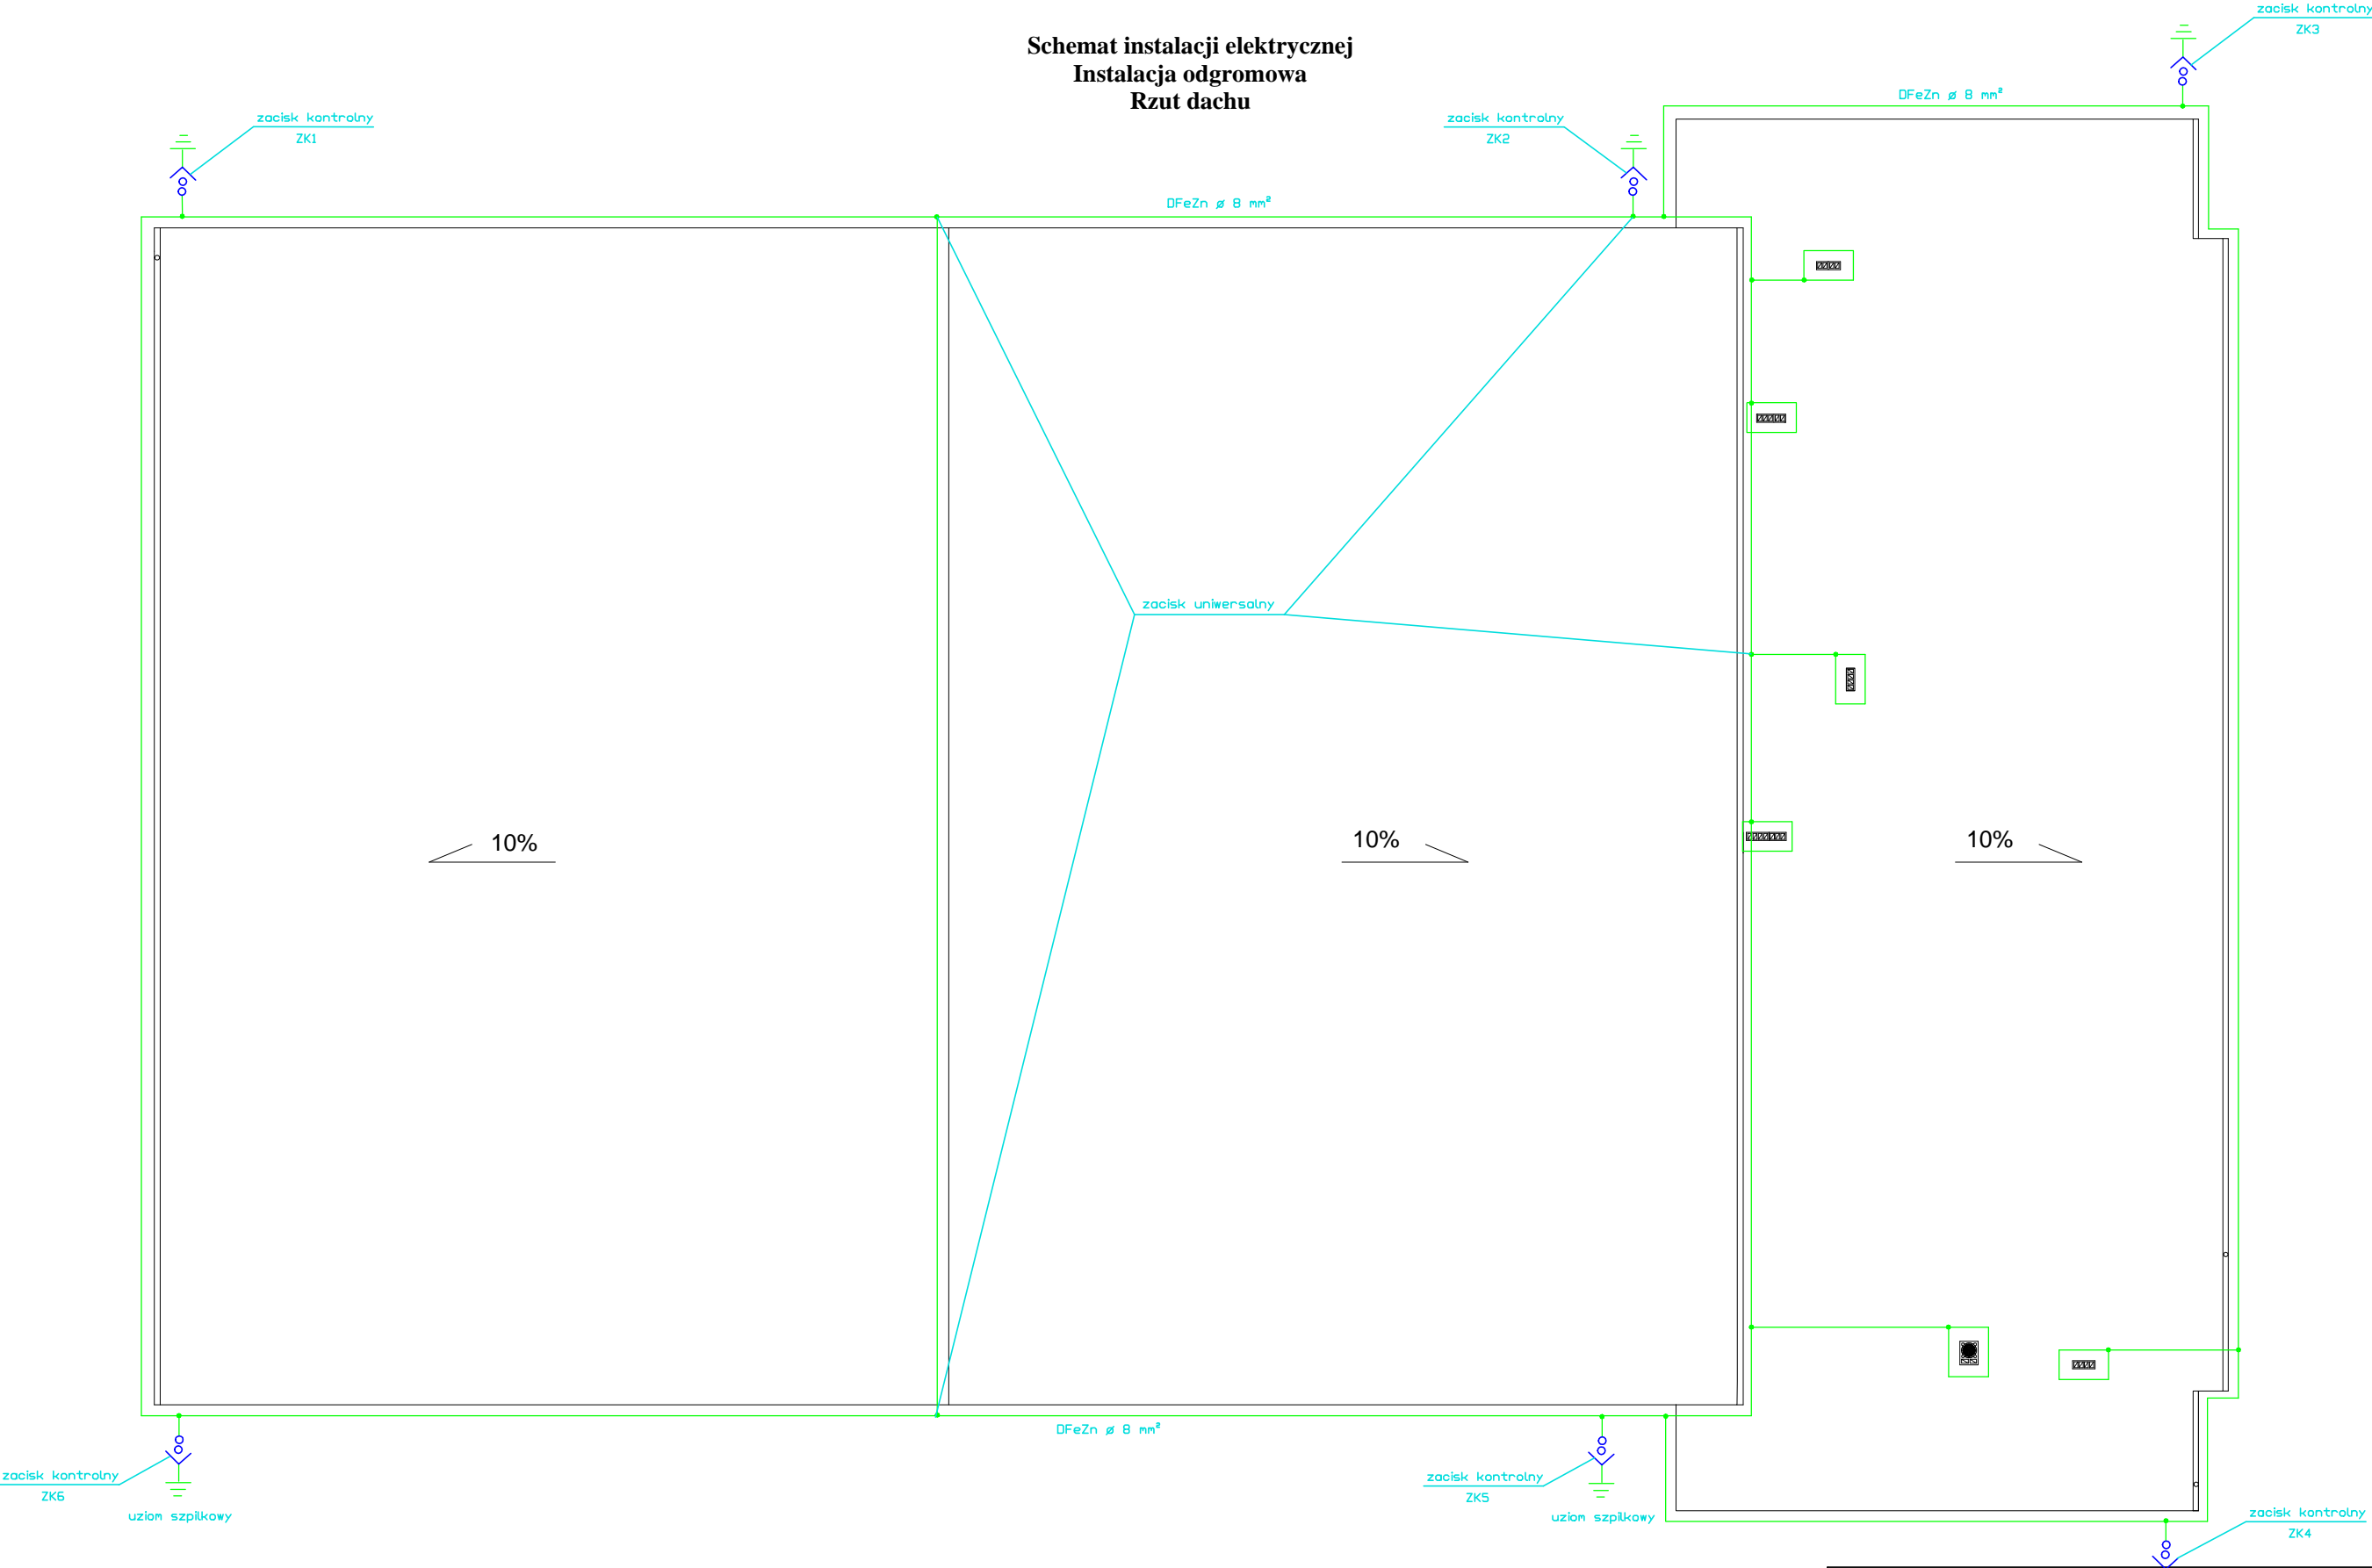 zacisk kontrolny
ZK3
Schemat instalacji elektrycznej
Instalacja odgromowa
Rzut dachu
DFeZn ø 8 mm²
zacisk kontrolny
ZK1
zacisk kontrolny
ZK2
DFeZn ø 8 mm²
zacisk uniwersalny
10%
10%
10%
DFeZn ø 8 mm²
zacisk kontrolny
ZK6
zacisk kontrolny
ZK5
uziom szpilkowy
uziom szpilkowy
zacisk kontrolny
ZK4